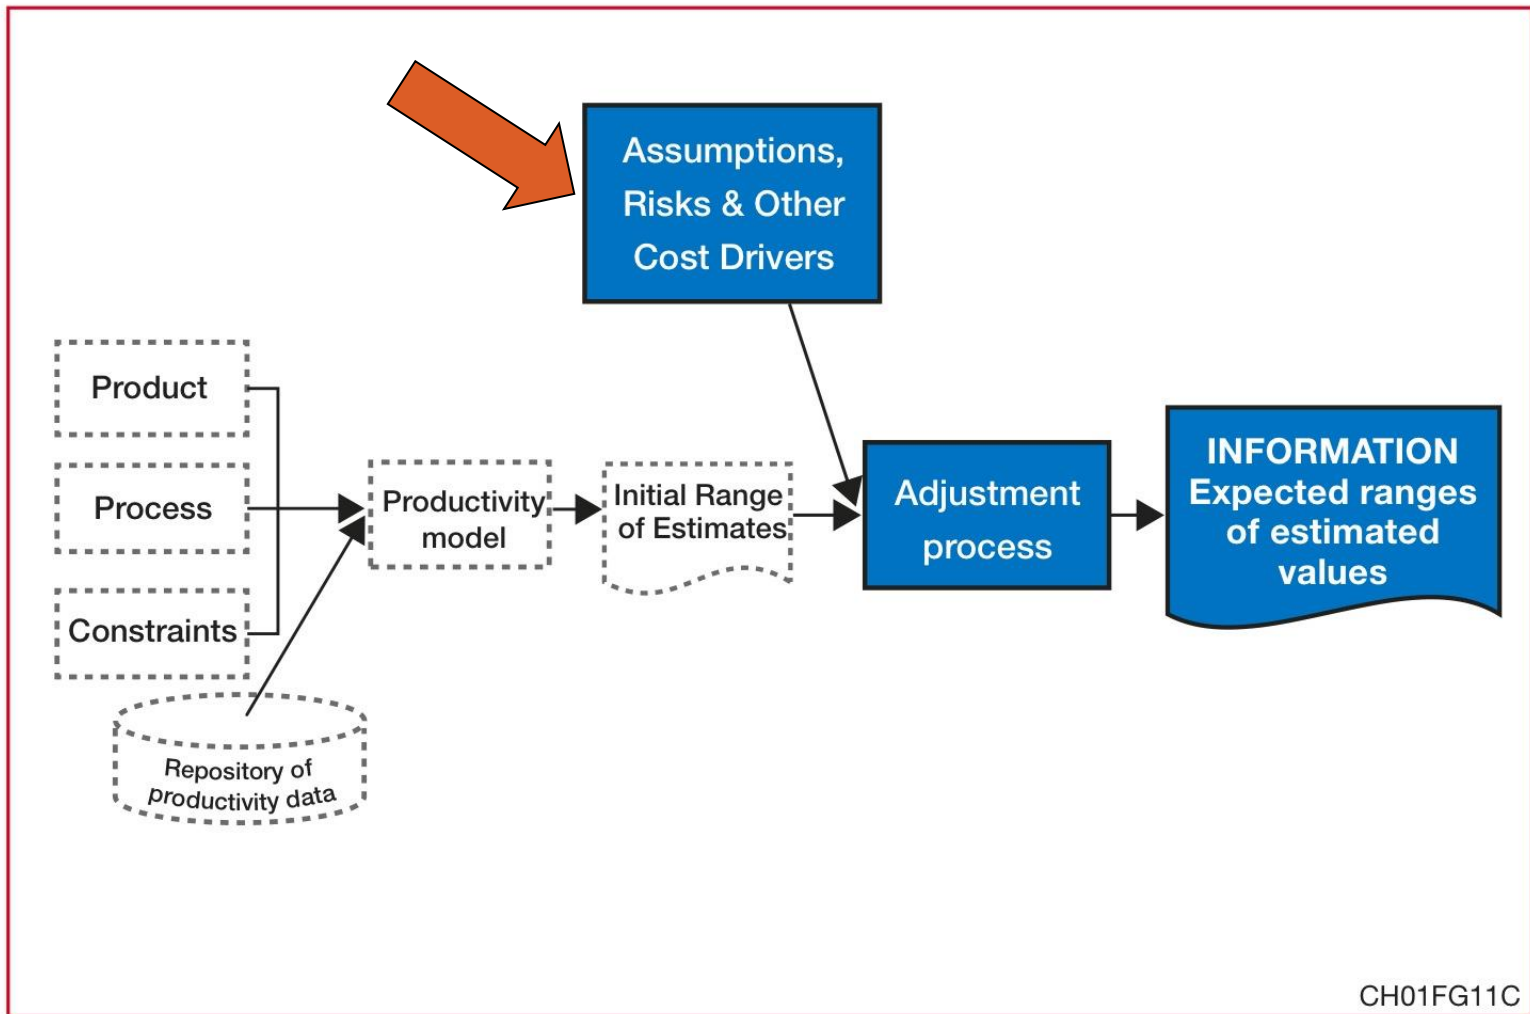 Assumptions,
Risks & Other
Cost Drivers
Product
Process
Constraints
Repository of
productivity data
Productivity
model
Initial Range
of Estimates
Adjustment
process
INFORMATION
Expected ranges
of estimated
values
CH01FG11C